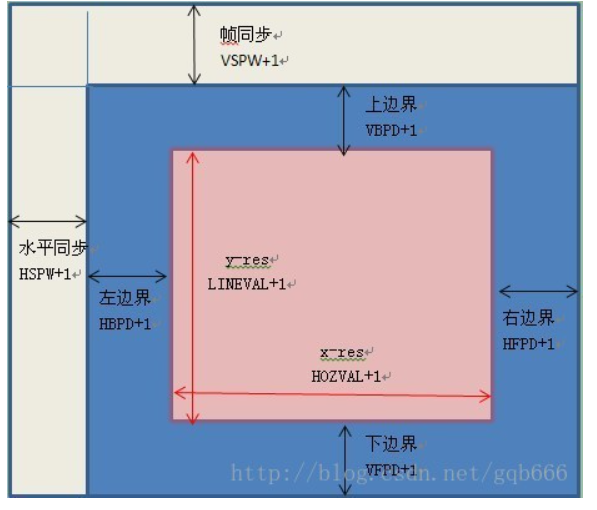 帧同步
VSPW+1
上边界
VBPD+1
水平同步
HSPW+1
y-res
LINEVAL+1
左边界
HBPD+1
右边界
HFPD+1
x-res
HOZVAL+1
下边界
VFPD+1
http://blog.csdn.net/gqb666